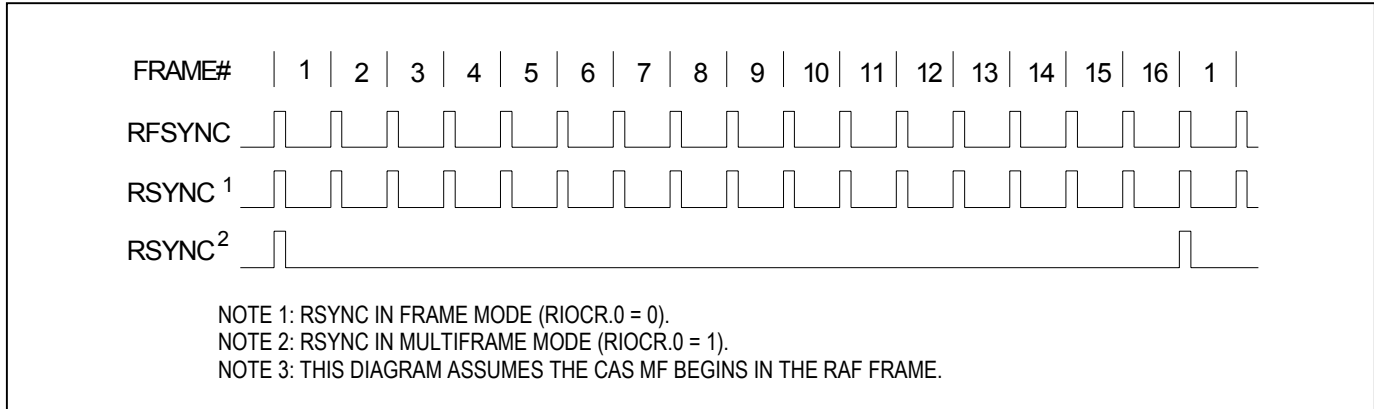 FRAME# 1 2 3 4 5 6 7 8 9 10 11 12 13 14 15 16 1
RFSYNC
RSYNC 1
RSYNC2
NOTE 1: RSYNC IN FRAME MODE (RIOCR.0 = 0).
NOTE 2: RSYNC IN MULTIFRAME MODE (RIOCR.0 = 1).
NOTE 3: THIS DIAGRAM ASSUMES THE CAS MF BEGINS IN THE RAF FRAME.